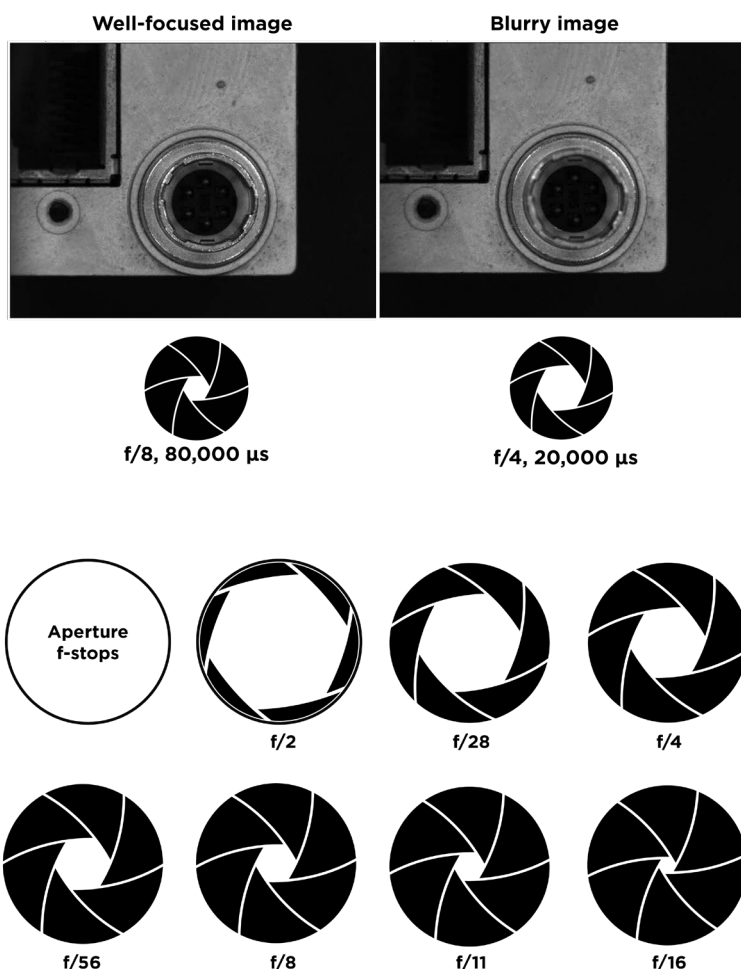 Well-focused image
Blurry image
f/8, 80,000 µs
f/4, 20,000 µs
Aperture
f-stops
f/2
f/28
f/4
f/56
f/8
f/11
f/16